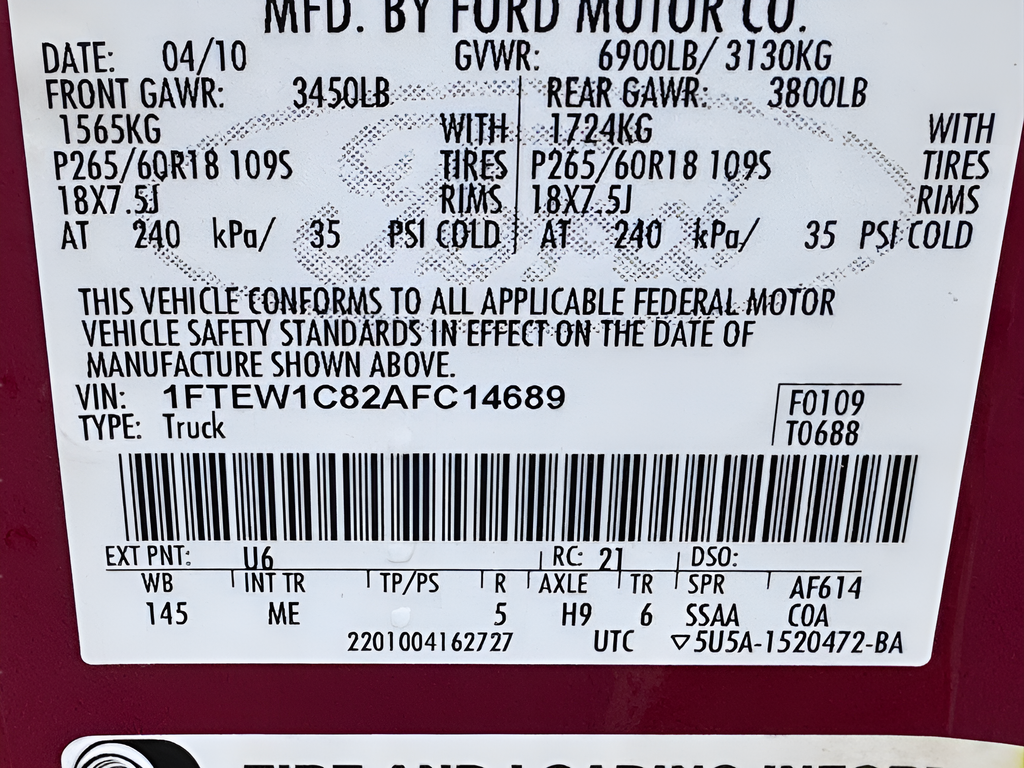 MFD. BY FORD MOTOR CO.
DATE: 04/10 GVWR: 6900LB/ 3130KG
FRONT GAWR: 3450LB REAR GAWR: 3800LB
1565KG WITH 1724KG WITH
P265/60R18 109S TIRES P265/60R18 109S TIRES
18X7.5J RIMS 18X7.5J RIMS
AT 240 kPa/ 35 PSI COLD AT 240 kPa/ 35 PSI COLD
THIS VEHICLE CONFORMS TO ALL APPLICABLE FEDERAL MOTOR
VEHICLE SAFETY STANDARDS IN EFFECT ON THE DATE OF
MANUFACTURE SHOWN ABOVE.
VIN: 1FTEW1C82AFC14689 F0109
TYPE: Truck T0688
EXT PNT: U6 RC: 21 DSO:
WB INT TR TP/PS R AXLE TR SPR AF614
145 ME 5 H9 6 SSAA COA
2201004162727 UTC ▽5U5A-1520472-BA
TIRE AND LOADING INFOR